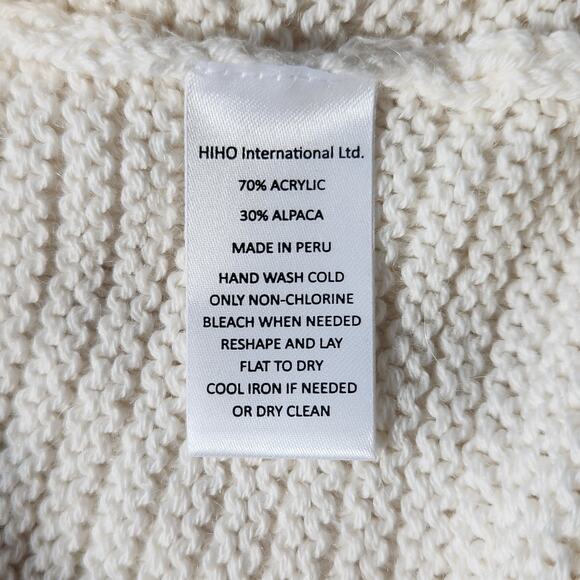 HIHO International Ltd.
70% ACRYLIC
30% ALPACA
MADE IN PERU
HAND WASH COLD
ONLY NON-CHLORINE
BLEACH WHEN NEEDED
RESHAPE AND LAY
FLAT TO DRY
COOL IRON IF NEEDED
OR DRY CLEAN